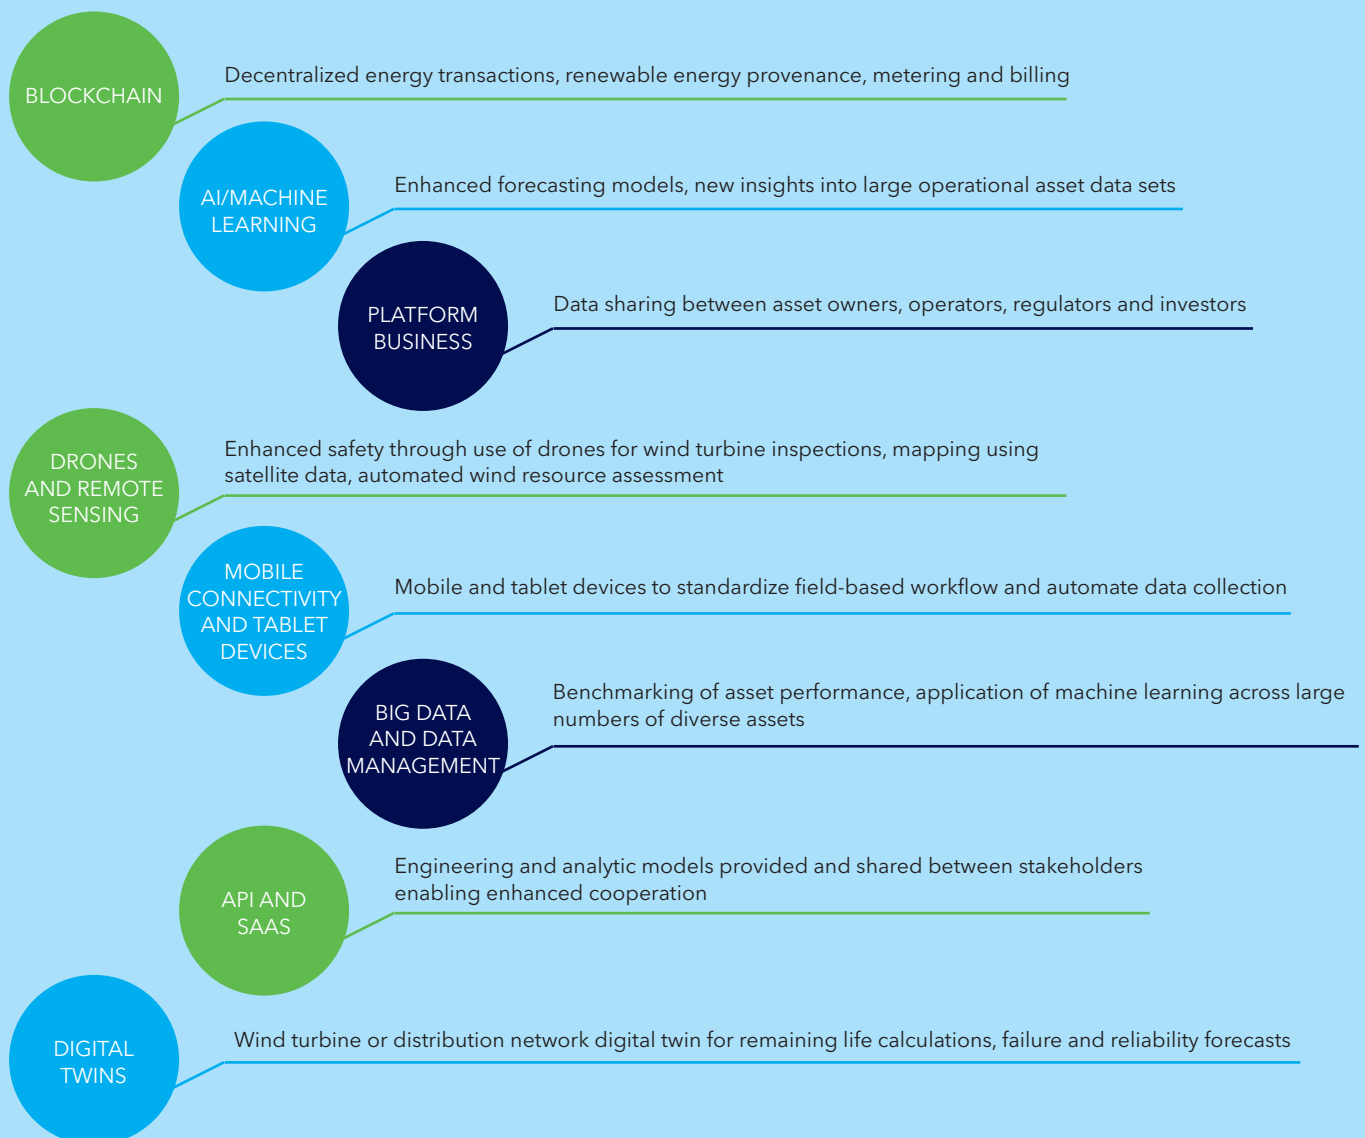 BLOCKCHAIN
Decentralized energy transactions, renewable energy provenance, metering and billing
AI/MACHINE
LEARNING
Enhanced forecasting models, new insights into large operational asset data sets
PLATFORM
BUSINESS
Data sharing between asset owners, operators, regulators and investors
DRONES
AND REMOTE
SENSING
Enhanced safety through use of drones for wind turbine inspections, mapping using
satellite data, automated wind resource assessment
MOBILE
CONNECTIVITY
AND TABLET
DEVICES
Mobile and tablet devices to standardize field-based workflow and automate data collection
BIG DATA
AND DATA
MANAGEMENT
Benchmarking of asset performance, application of machine learning across large
numbers of diverse assets
API AND
SAAS
Engineering and analytic models provided and shared between stakeholders
enabling enhanced cooperation
DIGITAL
TWINS
Wind turbine or distribution network digital twin for remaining life calculations, failure and reliability forecasts